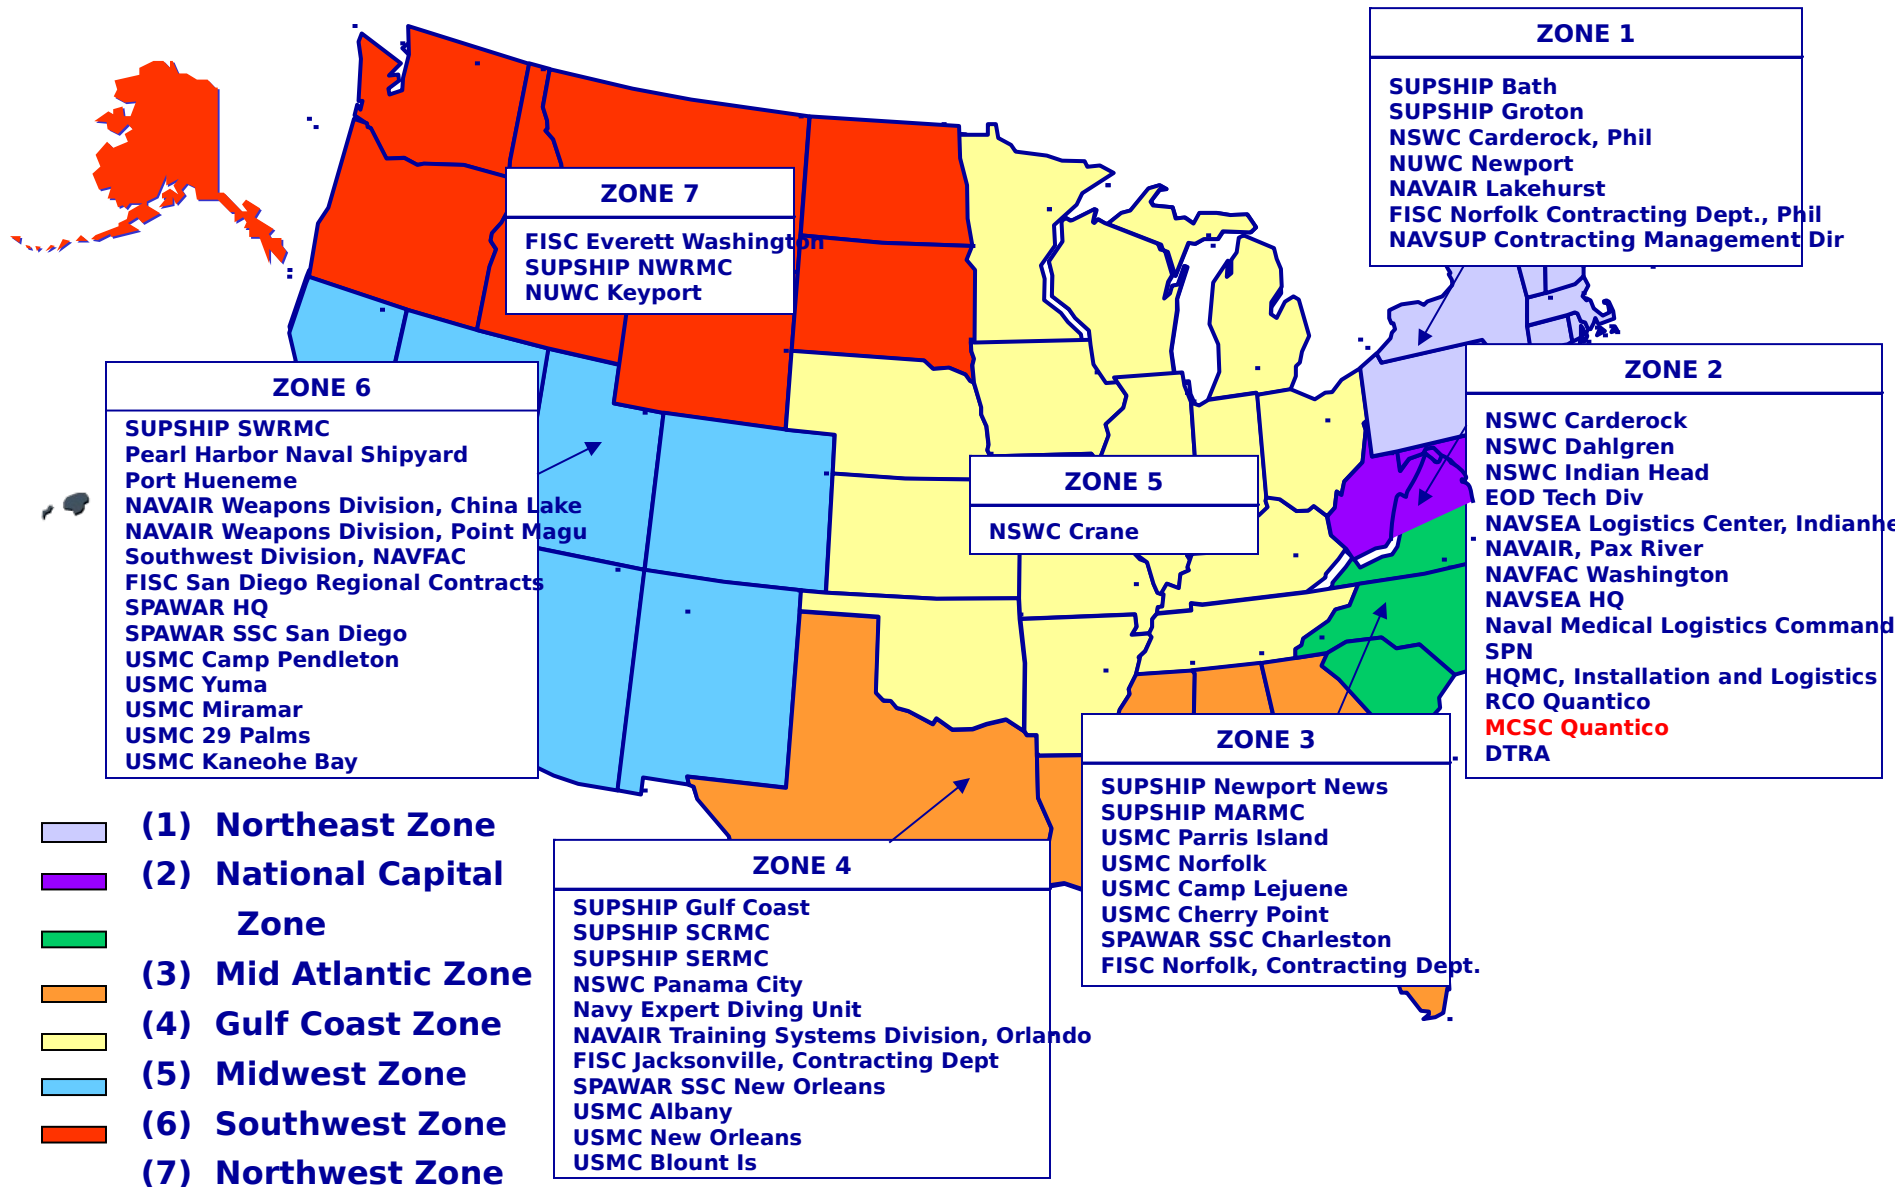 ZONE 1
SUPSHIP Bath
SUPSHIP Groton
NSWC Carderock, Phil
NUWC Newport
NAVAIR Lakehurst
FISC Norfolk Contracting Dept., Phil
NAVSUP Contracting Management Dir
ZONE 7
FISC Everett Washington
SUPSHIP NWRMC
NUWC Keyport
ZONE 2
NSWC Carderock
NSWC Dahlgren
NSWC Indian Head
EOD Tech Div
NAVSEA Logistics Center, Indianhe
NAVAIR, Pax River
NAVFAC Washington
NAVSEA HQ
Naval Medical Logistics Command
SPN
HQMC, Installation and Logistics
RCO Quantico
MCSC Quantico
DTRA
ZONE 6
SUPSHIP SWRMC
Pearl Harbor Naval Shipyard
Port Hueneme
NAVAIR Weapons Division, China Lake
NAVAIR Weapons Division, Point Magu
Southwest Division, NAVFAC
FISC San Diego Regional Contracts
SPAWAR HQ
SPAWAR SSC San Diego
USMC Camp Pendleton
USMC Yuma
USMC Miramar
USMC 29 Palms
USMC Kaneohe Bay
ZONE 5
NSWC Crane
ZONE 3
SUPSHIP Newport News
SUPSHIP MARMC
USMC Parris Island
USMC Norfolk
USMC Camp Lejuene
USMC Cherry Point
SPAWAR SSC Charleston
FISC Norfolk, Contracting Dept.
ZONE 4
SUPSHIP Gulf Coast
SUPSHIP SCRMC
SUPSHIP SERMC
NSWC Panama City
Navy Expert Diving Unit
NAVAIR Training Systems Division, Orlando
FISC Jacksonville, Contracting Dept
SPAWAR SSC New Orleans
USMC Albany
USMC New Orleans
USMC Blount Is
(1) Northeast Zone
(2) National Capital
Zone
(3) Mid Atlantic Zone
(4) Gulf Coast Zone
(5) Midwest Zone
(6) Southwest Zone
(7) Northwest Zone